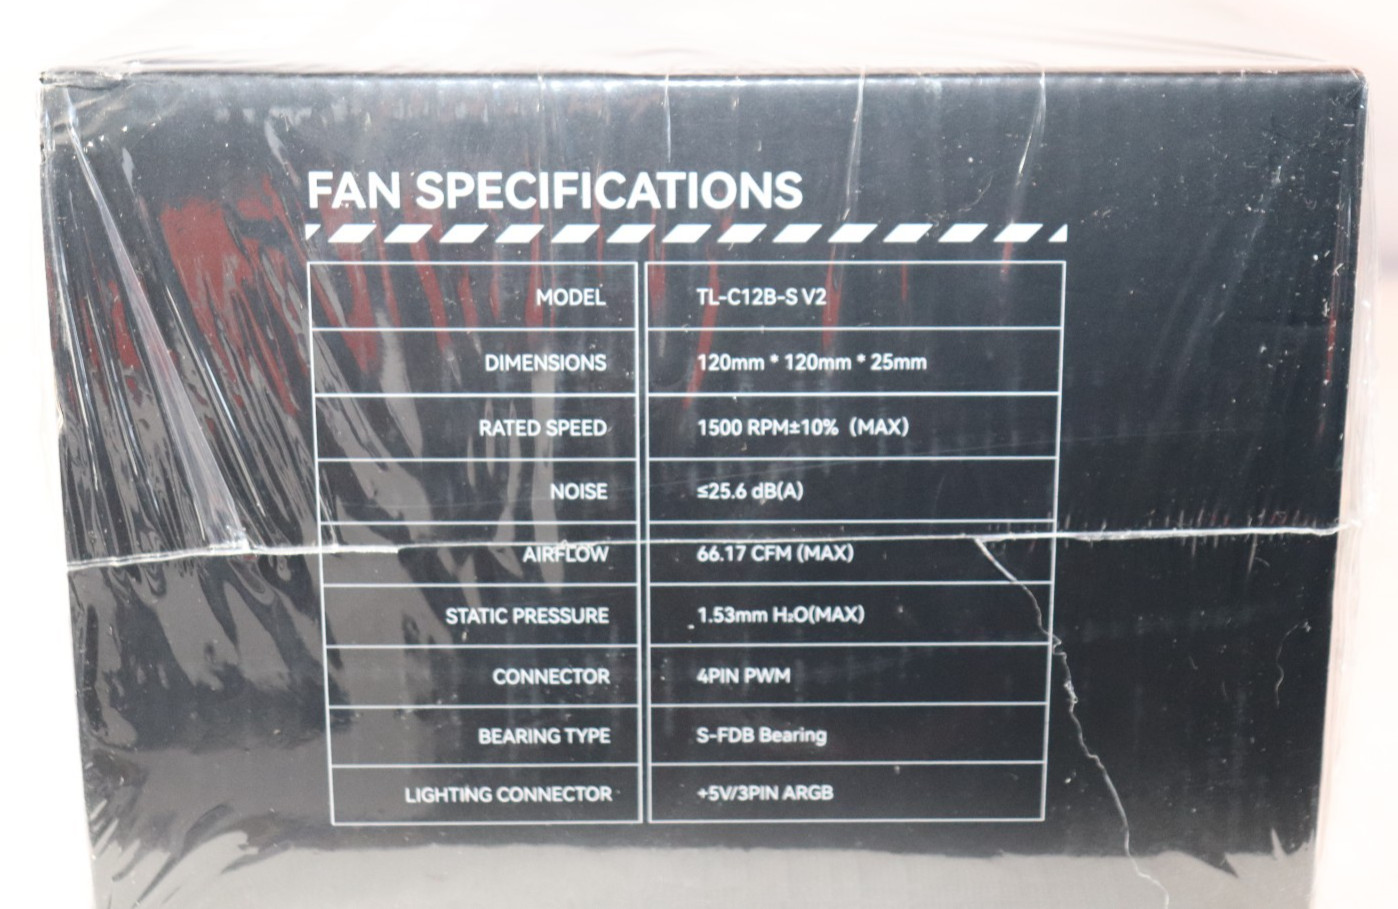 FAN SPECIFICATIONS
MODEL TL-C12B-S V2
DIMENSIONS 120mm * 120mm * 25mm
RATED SPEED 1500 RPM±10% (MAX)
NOISE ≤25.6 dB(A)
AIRFLOW 66.17 CFM (MAX)
STATIC PRESSURE 1.53mm H₂O(MAX)
CONNECTOR 4PIN PWM
BEARING TYPE S-FDB Bearing
LIGHTING CONNECTOR +5V/3PIN ARGB